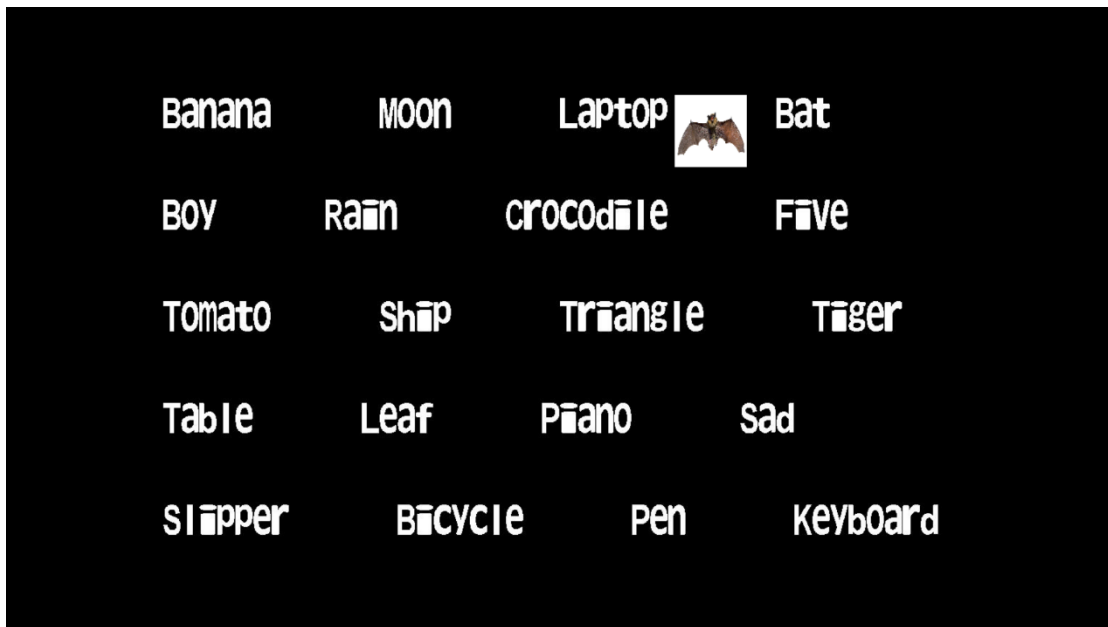 Banana Moon Laptop Bat
Boy Rain Crocodile Five
Tomato Ship Triangle Tiger
Table Leaf Piano Sad
Slipper Bicycle Pen Keyboard